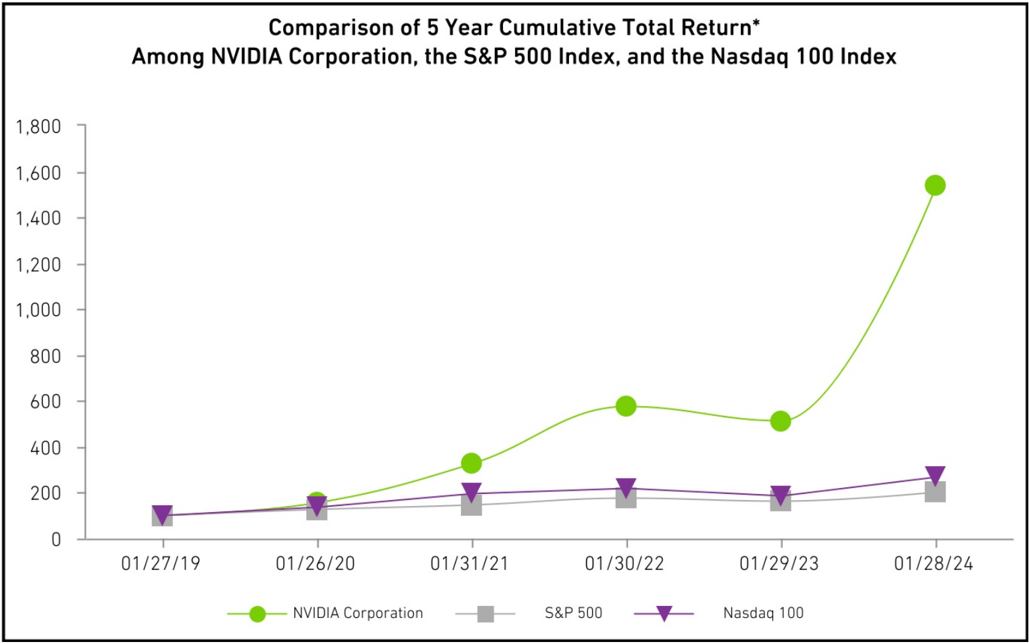 Comparison of 5 Year Cumulative Total Return*
Among NVIDIA Corporation, the S&P 500 Index, and the Nasdaq 100 Index
1,800
1,600
1,400
1,200
1,000
800
600
400
200
0
01/27/19 01/26/20 01/31/21 01/30/22 01/29/23 01/28/24
NVIDIA Corporation S&P 500 Nasdaq 100